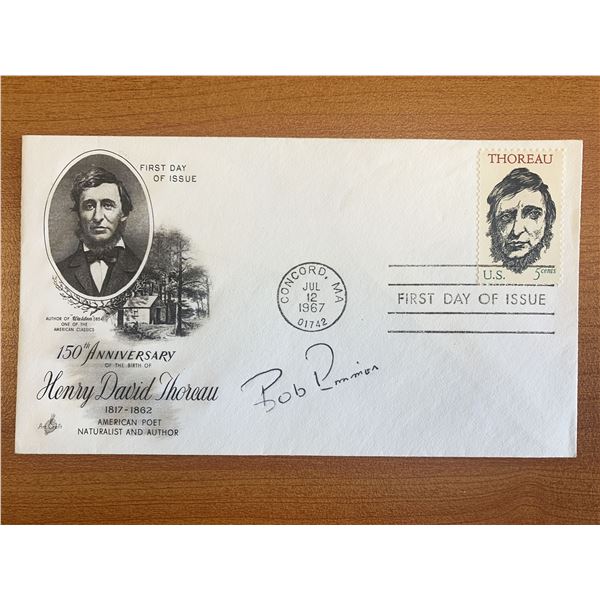 FIRST DAY
OF ISSUE
AUTHOR OF Walden 1854
ONE OF THE
AMERICAN CLASSICS
150th ANNIVERSARY
OF THE BIRTH OF
Henry David Thoreau
1817-1862
AMERICAN POET
NATURALIST AND AUTHOR
ArtCraft
CONCORD, MA
JUL
12
1967
01742
THOREAU
U.S. 5 cents
FIRST DAY OF ISSUE
Bob